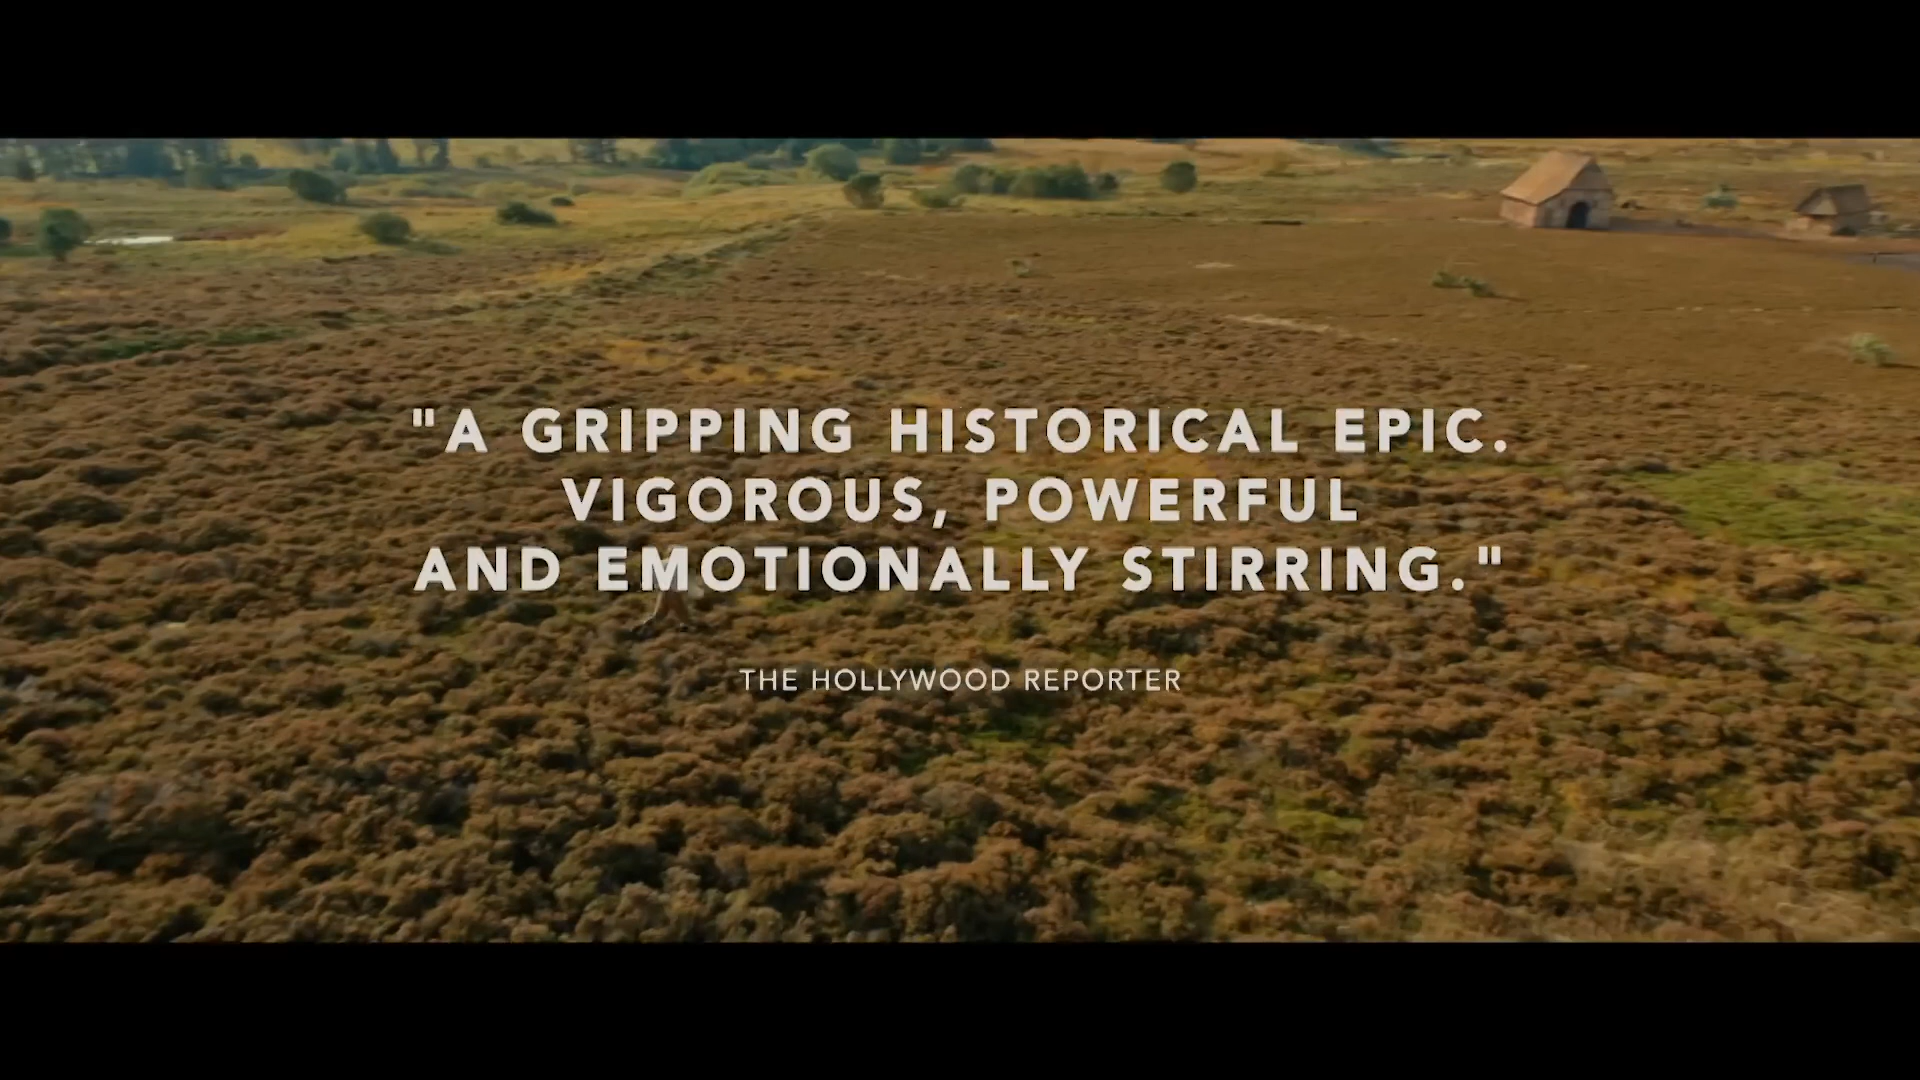 "A GRIPPING HISTORICAL EPIC.
VIGOROUS, POWERFUL
AND EMOTIONALLY STIRRING."
THE HOLLYWOOD REPORTER